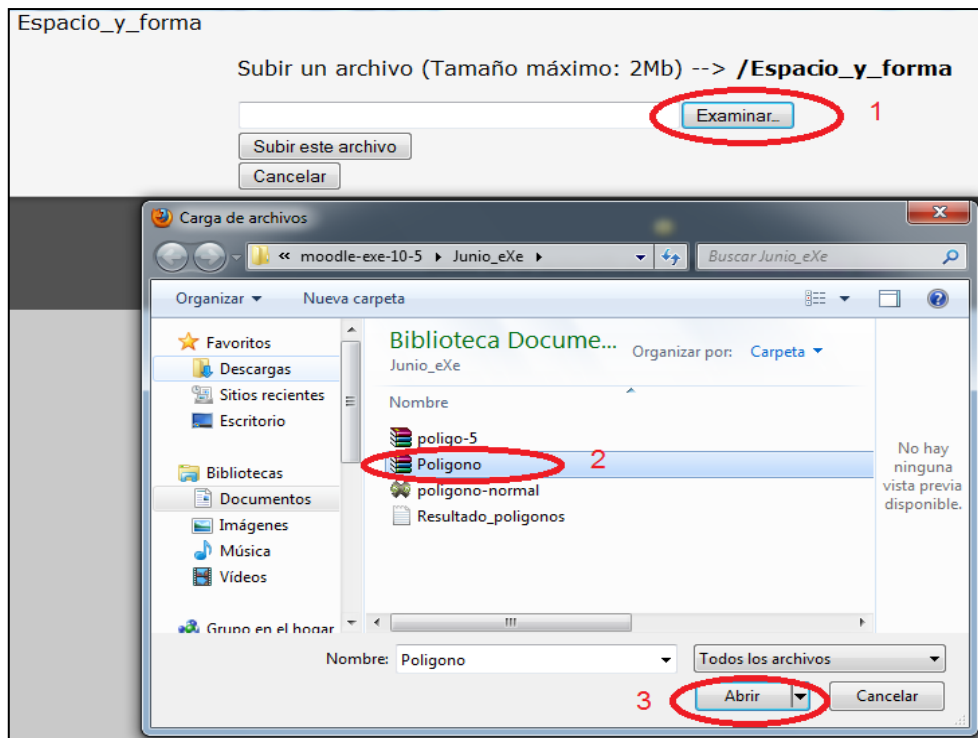 Espacio_y_forma
Subir un archivo (Tamaño máximo: 2Mb) --> /Espacio_y_forma
Examinar... 1
Subir este archivo
Cancelar
Carga de archivos
« moodle-exe-10-5 ▸ Junio_eXe ▸ Buscar Junio_eXe
Organizar Nueva carpeta
Favoritos
Descargas
Sitios recientes
Escritorio
Bibliotecas
Documentos
Imágenes
Música
Vídeos
Grupo en el hogar
Biblioteca Docume...
Junio_eXe
Organizar por: Carpeta
Nombre
poligo-5
Poligono 2
poligono-normal
Resultado_poligonos
No hay
ninguna
vista previa
disponible.
Nombre: Poligono Todos los archivos
3 Abrir Cancelar